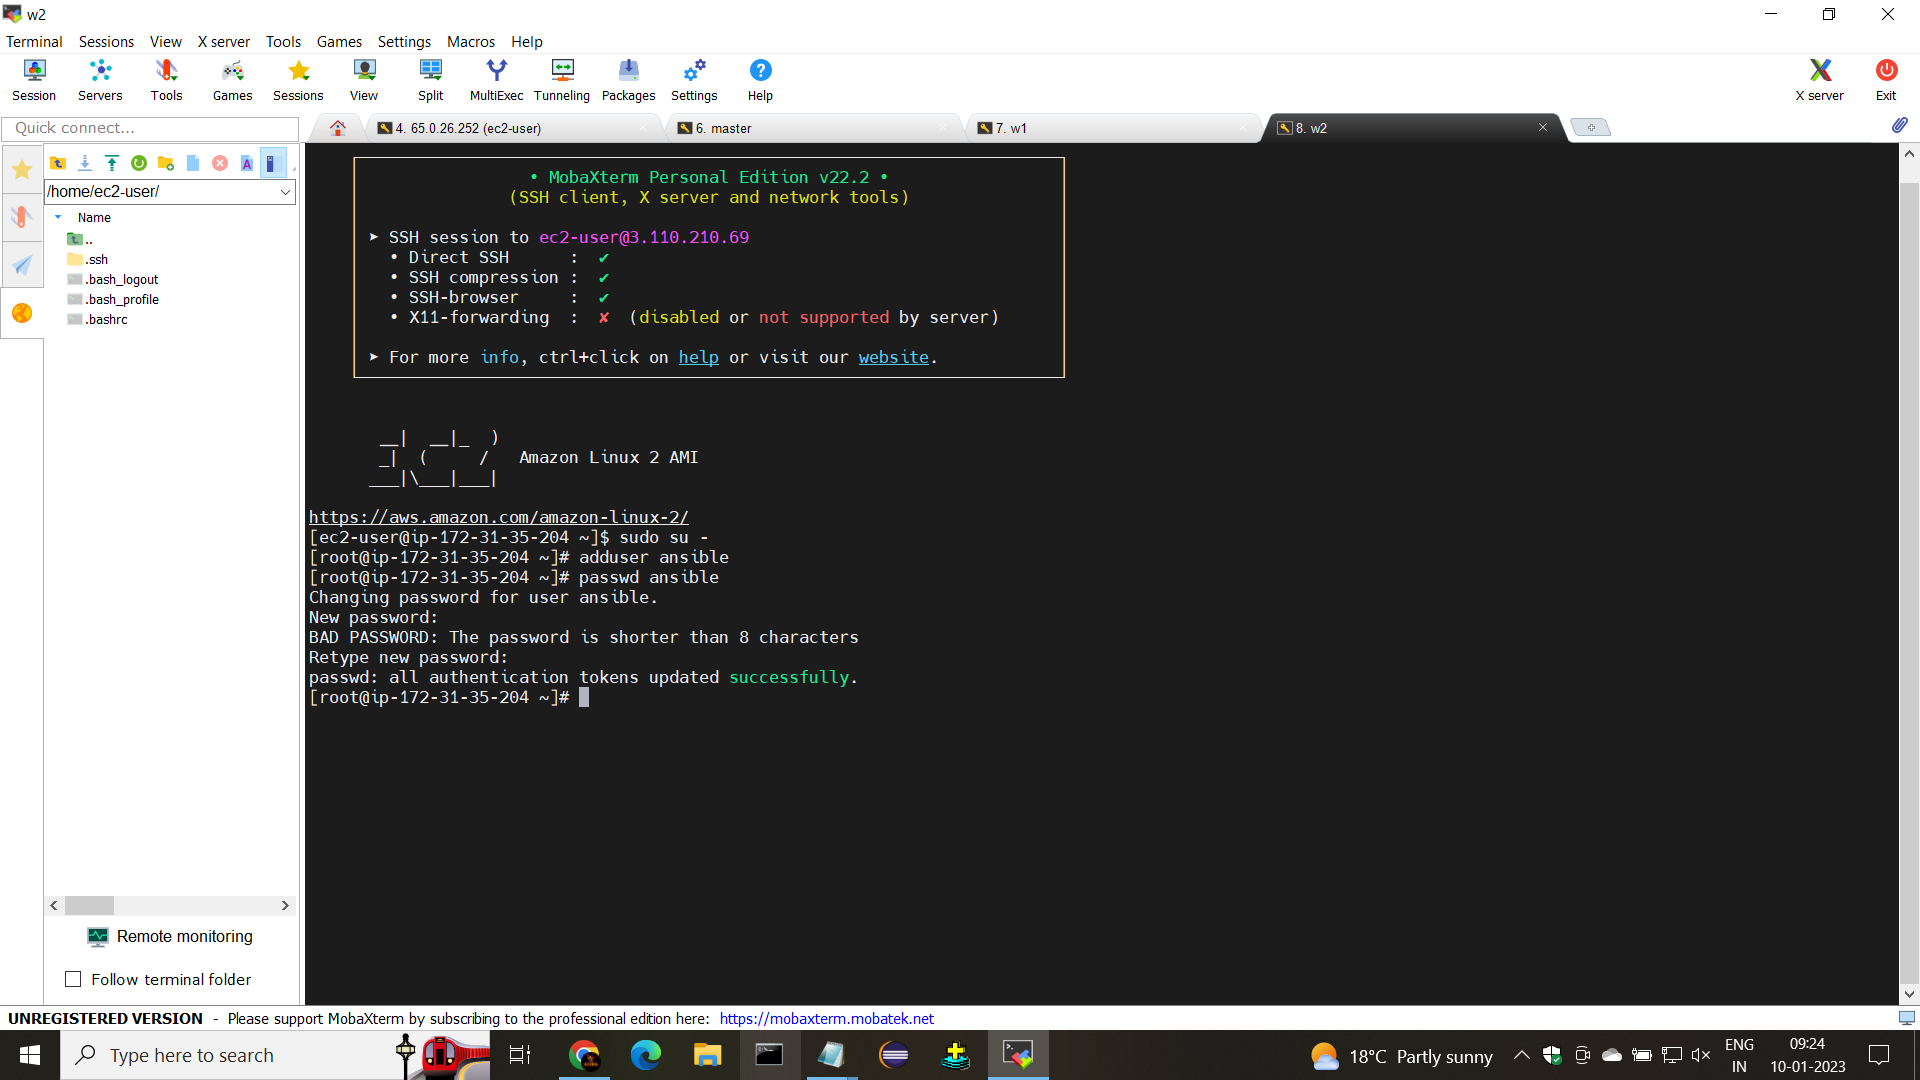 w2
Terminal Sessions View X server Tools Games Settings Macros Help
Session Servers Tools Games Sessions View Split MultiExec Tunneling Packages Settings Help X server Exit
Quick connect...
4. 65.0.26.252 (ec2-user)
6. master
7. w1
8. w2
/home/ec2-user/
Name
..
.ssh
.bash_logout
.bash_profile
.bashrc
• MobaXterm Personal Edition v22.2 •
(SSH client, X server and network tools)
➤ SSH session to ec2-user@3.110.210.69
• Direct SSH : ✔
• SSH compression : ✔
• SSH-browser : ✔
• X11-forwarding : ✘ (disabled or not supported by server)
➤ For more info, ctrl+click on help or visit our website.
__| __|_ )
_| ( / Amazon Linux 2 AMI
___|\___|___|
https://aws.amazon.com/amazon-linux-2/
[ec2-user@ip-172-31-35-204 ~]$ sudo su -
[root@ip-172-31-35-204 ~]# adduser ansible
[root@ip-172-31-35-204 ~]# passwd ansible
Changing password for user ansible.
New password:
BAD PASSWORD: The password is shorter than 8 characters
Retype new password:
passwd: all authentication tokens updated successfully.
[root@ip-172-31-35-204 ~]#
Remote monitoring
Follow terminal folder
UNREGISTERED VERSION - Please support MobaXterm by subscribing to the professional edition here: https://mobaxterm.mobatek.net
Type here to search
18°C Partly sunny
ENG
IN
09:24
10-01-2023